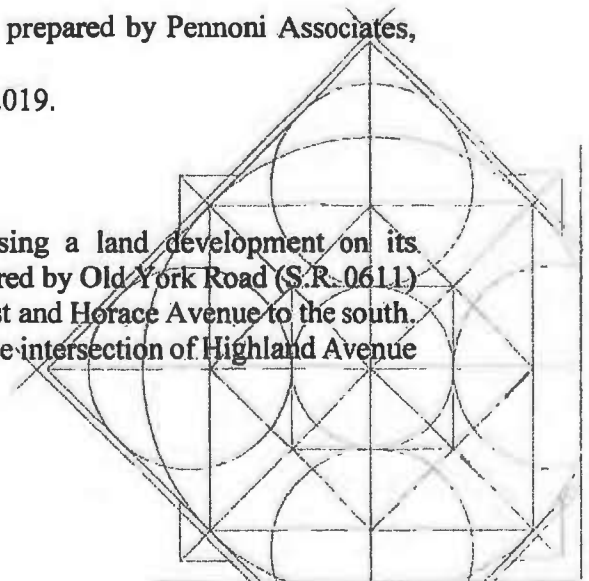 prepared by Pennoni Associates,
019.
sing a land development on its
red by Old York Road (S.R. 0611)
st and Horace Avenue to the south.
e intersection of Highland Avenue